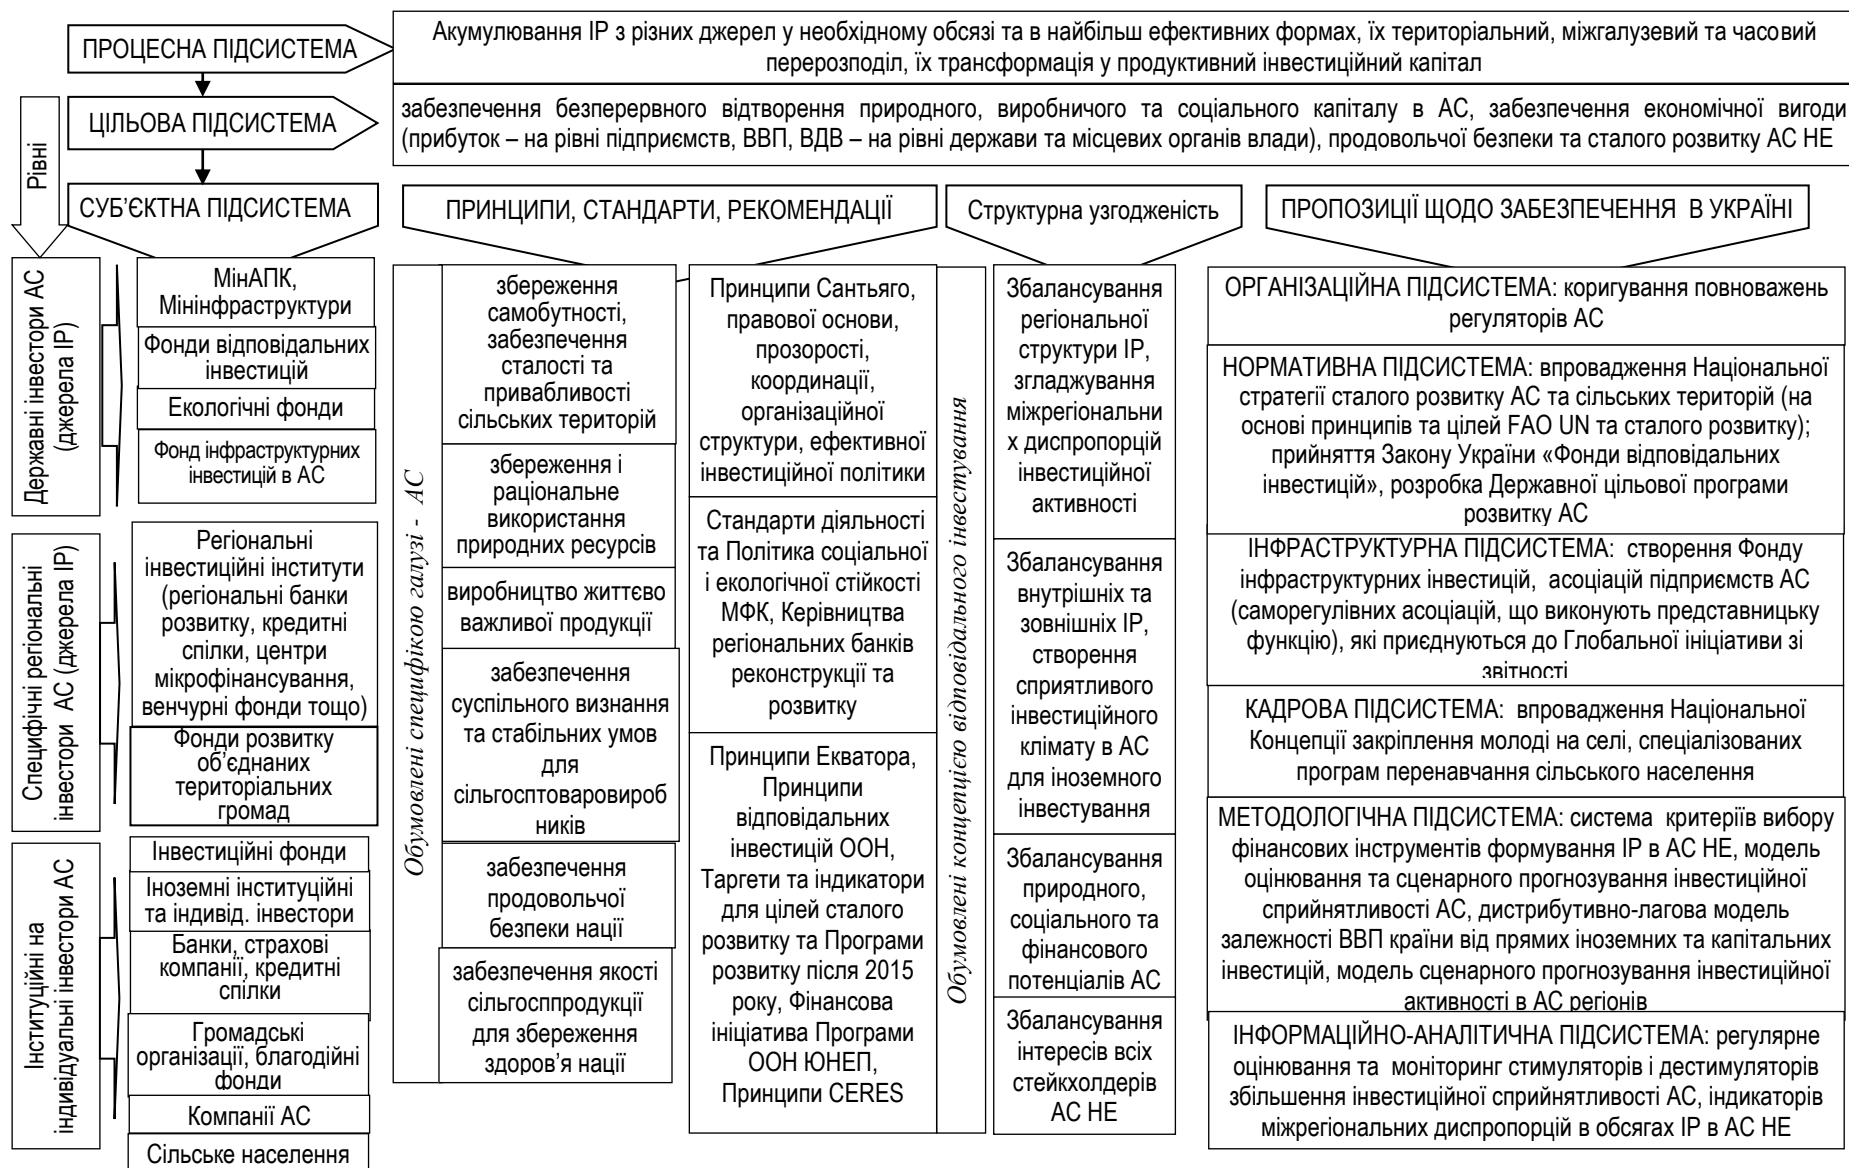 ПРОЦЕСНА ПІДСИСТЕМА
Акумулювання ІР з різних джерел у необхідному обсязі та в найбільш ефективних формах, їх територіальний, міжгалузевий та часовий
перерозподіл, їх трансформація у продуктивний інвестиційний капітал
ЦІЛЬОВА ПІДСИСТЕМА
забезпечення безперервного відтворення природного, виробничого та соціального капіталу в АС, забезпечення економічної вигоди
(прибуток – на рівні підприємств, ВВП, ВДВ – на рівні держави та місцевих органів влади), продовольчої безпеки та сталого розвитку АС НЕ
Рівні
СУБ’ЄКТНА ПІДСИСТЕМА
ПРИНЦИПИ, СТАНДАРТИ, РЕКОМЕНДАЦІЇ
Структурна узгодженість
ПРОПОЗИЦІЇ ЩОДО ЗАБЕЗПЕЧЕННЯ В УКРАЇНІ
Державні інвестори АС
(джерела ІР)
МінАПК,
Мінінфраструктури
Фонди відповідальних
інвестицій
Екологічні фонди
Фонд інфраструктурних
інвестицій в АС
Специфічні регіональні
інвестори АС (джерела ІР)
Регіональні
інвестиційні інститути
(регіональні банки
розвитку, кредитні
спілки, центри
мікрофінансування,
венчурні фонди тощо)
Фонди розвитку
об’єднаних
територіальних
громад
Інституційні на
індивідуальні інвестори АС
Інвестиційні фонди
Іноземні інституційні
та індивід. інвестори
Банки, страхові
компанії, кредитні
спілки
Громадські
організації, благодійні
фонди
Компанії АС
Сільське населення
Обумовлені специфікою галузі - АС
збереження
самобутності,
забезпечення
сталості та
привабливості
сільських територій
збереження і
раціональне
використання
природних ресурсів
виробництво життєво
важливої продукції
забезпечення
суспільного визнання
та стабільних умов
для
сільгосптоваровироб
ників
забезпечення
продовольчої
безпеки нації
забезпечення якості
сільгосппродукції
для збереження
здоров’я нації
Принципи Сантьяго,
правової основи,
прозорості,
координації,
організаційної
структури, ефективної
інвестиційної політики
Стандарти діяльності
та Політика соціальної
і екологічної стійкості
МФК, Керівництва
регіональних банків
реконструкції та
розвитку
Принципи Екватора,
Принципи
відповідальних
інвестицій ООН,
Таргети та індикатори
для цілей сталого
розвитку та Програми
розвитку після 2015
року, Фінансова
ініціатива Програми
ООН ЮНЕП,
Принципи CERES
Обумовлені концепцією відповідального інвестування
Збалансування
регіональної
структури ІР,
згладжування
міжрегіональни
х диспропорцій
інвестиційної
активності
Збалансування
внутрішніх та
зовнішніх ІР,
створення
сприятливого
інвестиційного
клімату в АС
для іноземного
інвестування
Збалансування
природного,
соціального та
фінансового
потенціалів АС
Збалансування
інтересів всіх
стейкхолдерів
АС НЕ
ОРГАНІЗАЦІЙНА ПІДСИСТЕМА: коригування повноважень
регуляторів АС
НОРМАТИВНА ПІДСИСТЕМА: впровадження Національної
стратегії сталого розвитку АС та сільських територій (на
основі принципів та цілей FAO UN та сталого розвитку);
прийняття Закону України «Фонди відповідальних
інвестицій», розробка Державної цільової програми
розвитку АС
ІНФРАСТРУКТУРНА ПІДСИСТЕМА: створення Фонду
інфраструктурних інвестицій, асоціацій підприємств АС
(саморегулівних асоціацій, що виконують представницьку
функцію), які приєднуються до Глобальної ініціативи зі
звітності
КАДРОВА ПІДСИСТЕМА: впровадження Національної
Концепції закріплення молоді на селі, спеціалізованих
програм перенавчання сільського населення
МЕТОДОЛОГІЧНА ПІДСИСТЕМА: система критеріїв вибору
фінансових інструментів формування ІР в АС НЕ, модель
оцінювання та сценарного прогнозування інвестиційної
сприйнятливості АС, дистрибутивно-лагова модель
залежності ВВП країни від прямих іноземних та капітальних
інвестицій, модель сценарного прогнозування інвестиційної
активності в АС регіонів
ІНФОРМАЦІЙНО-АНАЛІТИЧНА ПІДСИСТЕМА: регулярне
оцінювання та моніторинг стимуляторів і дестимуляторів
збільшення інвестиційної сприйнятливості АС, індикаторів
міжрегіональних диспропорцій в обсягах ІР в АС НЕ